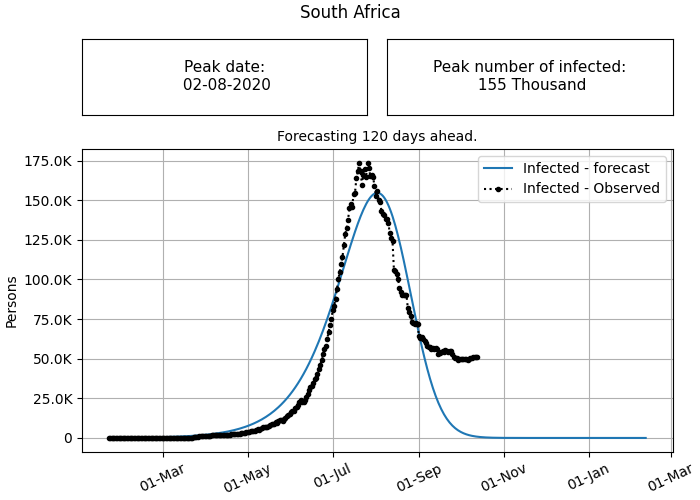 South Africa
Peak date:
02-08-2020
Peak number of infected:
155 Thousand
Forecasting 120 days ahead.
175.0K
150.0K
125.0K
100.0K
75.0K
50.0K
25.0K
0
Persons
Infected - forecast
Infected - Observed
01-Mar
01-May
01-Jul
01-Sep
01-Nov
01-Jan
01-Mar